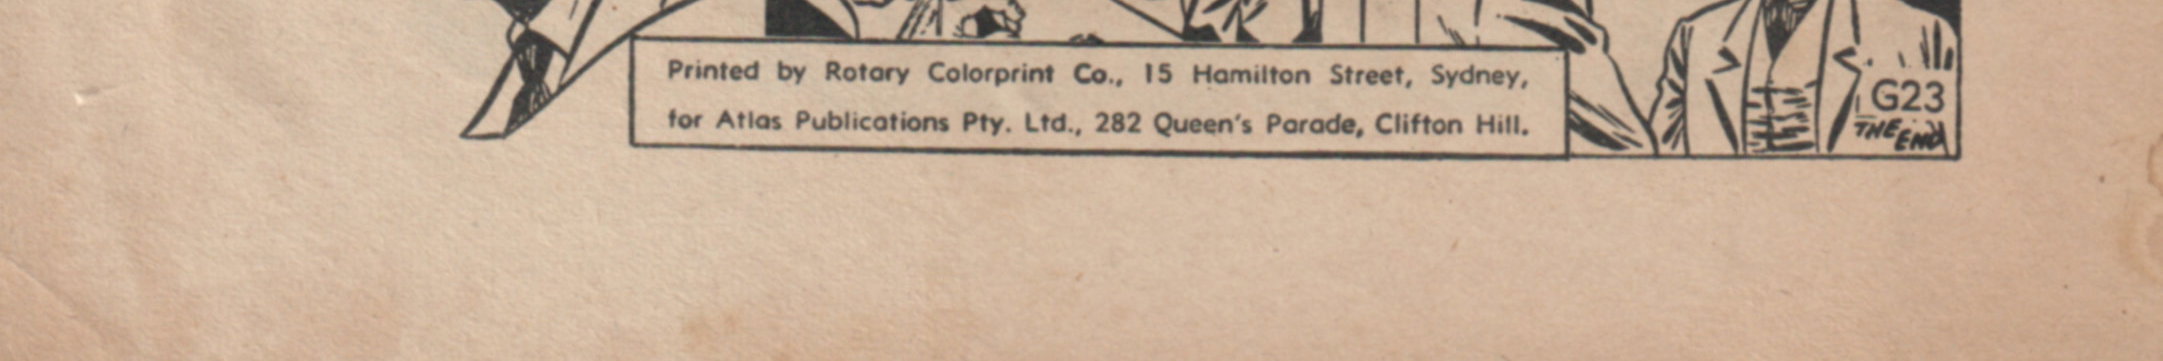 Printed by Rotary Colorprint Co., 15 Hamilton Street, Sydney,
for Atlas Publications Pty. Ltd., 282 Queen's Parade, Clifton Hill.
G23
THE END